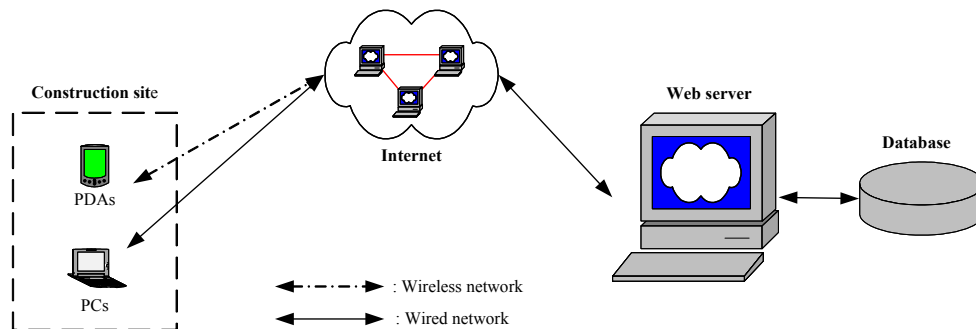 Construction site
PDAs
PCs
Internet
Web server
Database
: Wireless network
: Wired network